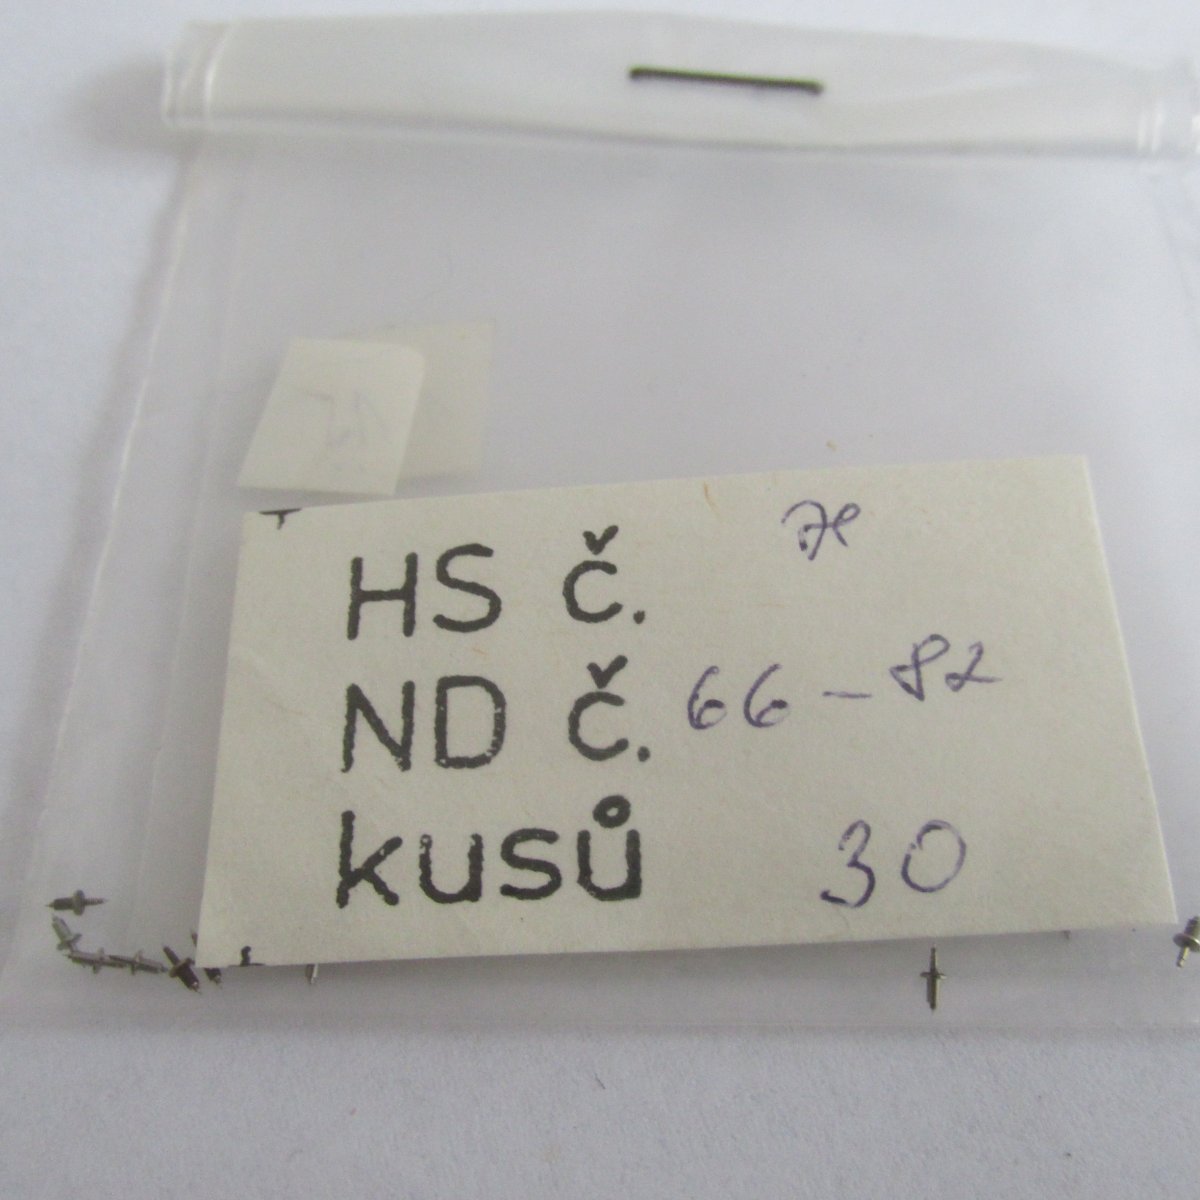 HS č.
ND č. 66-82
kusů 30